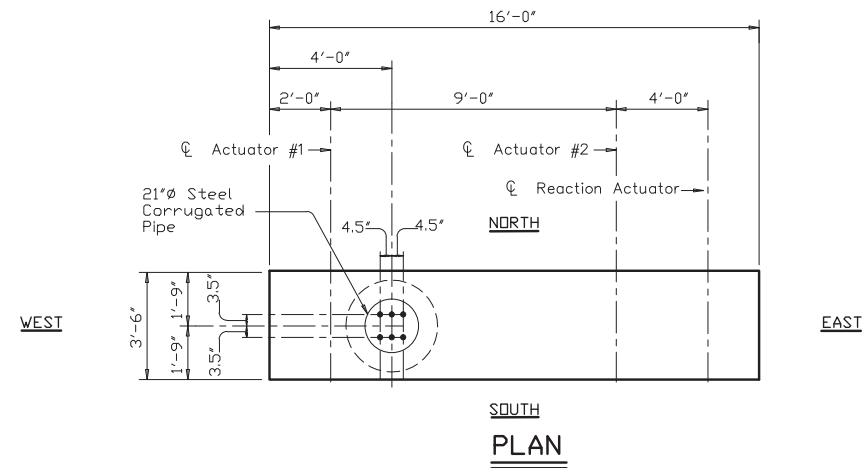 16'-0"
4'-0"
2'-0" 9'-0" 4'-0"
℄ Actuator #1 ℄ Actuator #2
℄ Reaction Actuator
21"Ø Steel
Corrugated
Pipe
4.5" 4.5"
NORTH
3'-6"
1'-9"
3.5"
1'-9"
3.5"
WEST
EAST
SOUTH
PLAN